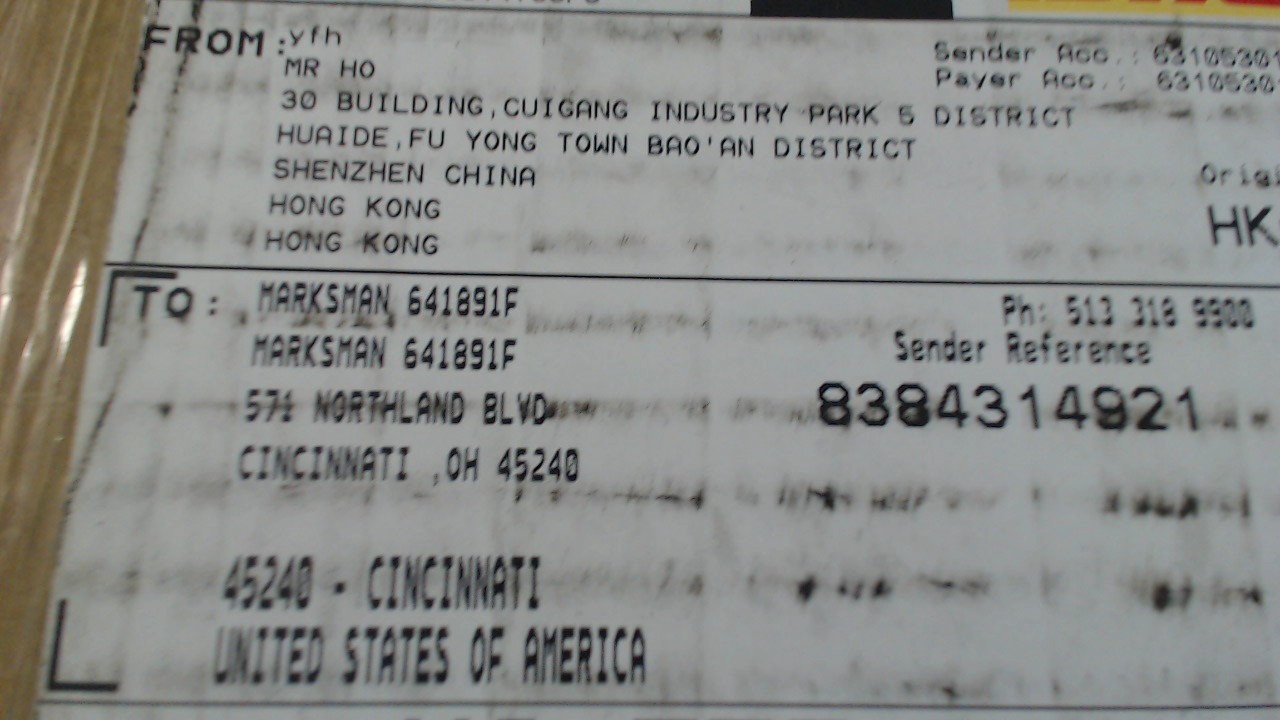 FROM : yfh
MR HO
Sender Acc.: 63105301
Payer Acc.: 6310530
30 BUILDING,CUIGANG INDUSTRY PARK 5 DISTRICT
HUAIDE,FU YONG TOWN BAO'AN DISTRICT
SHENZHEN CHINA
HONG KONG
HONG KONG
HK
TO : MARKSMAN 641891F
Ph: 513 318 9900
MARKSMAN 641891F
Sender Reference
571 NORTHLAND BLVD
8384314921
CINCINNATI ,OH 45240
45240 - CINCINNATI
UNITED STATES OF AMERICA